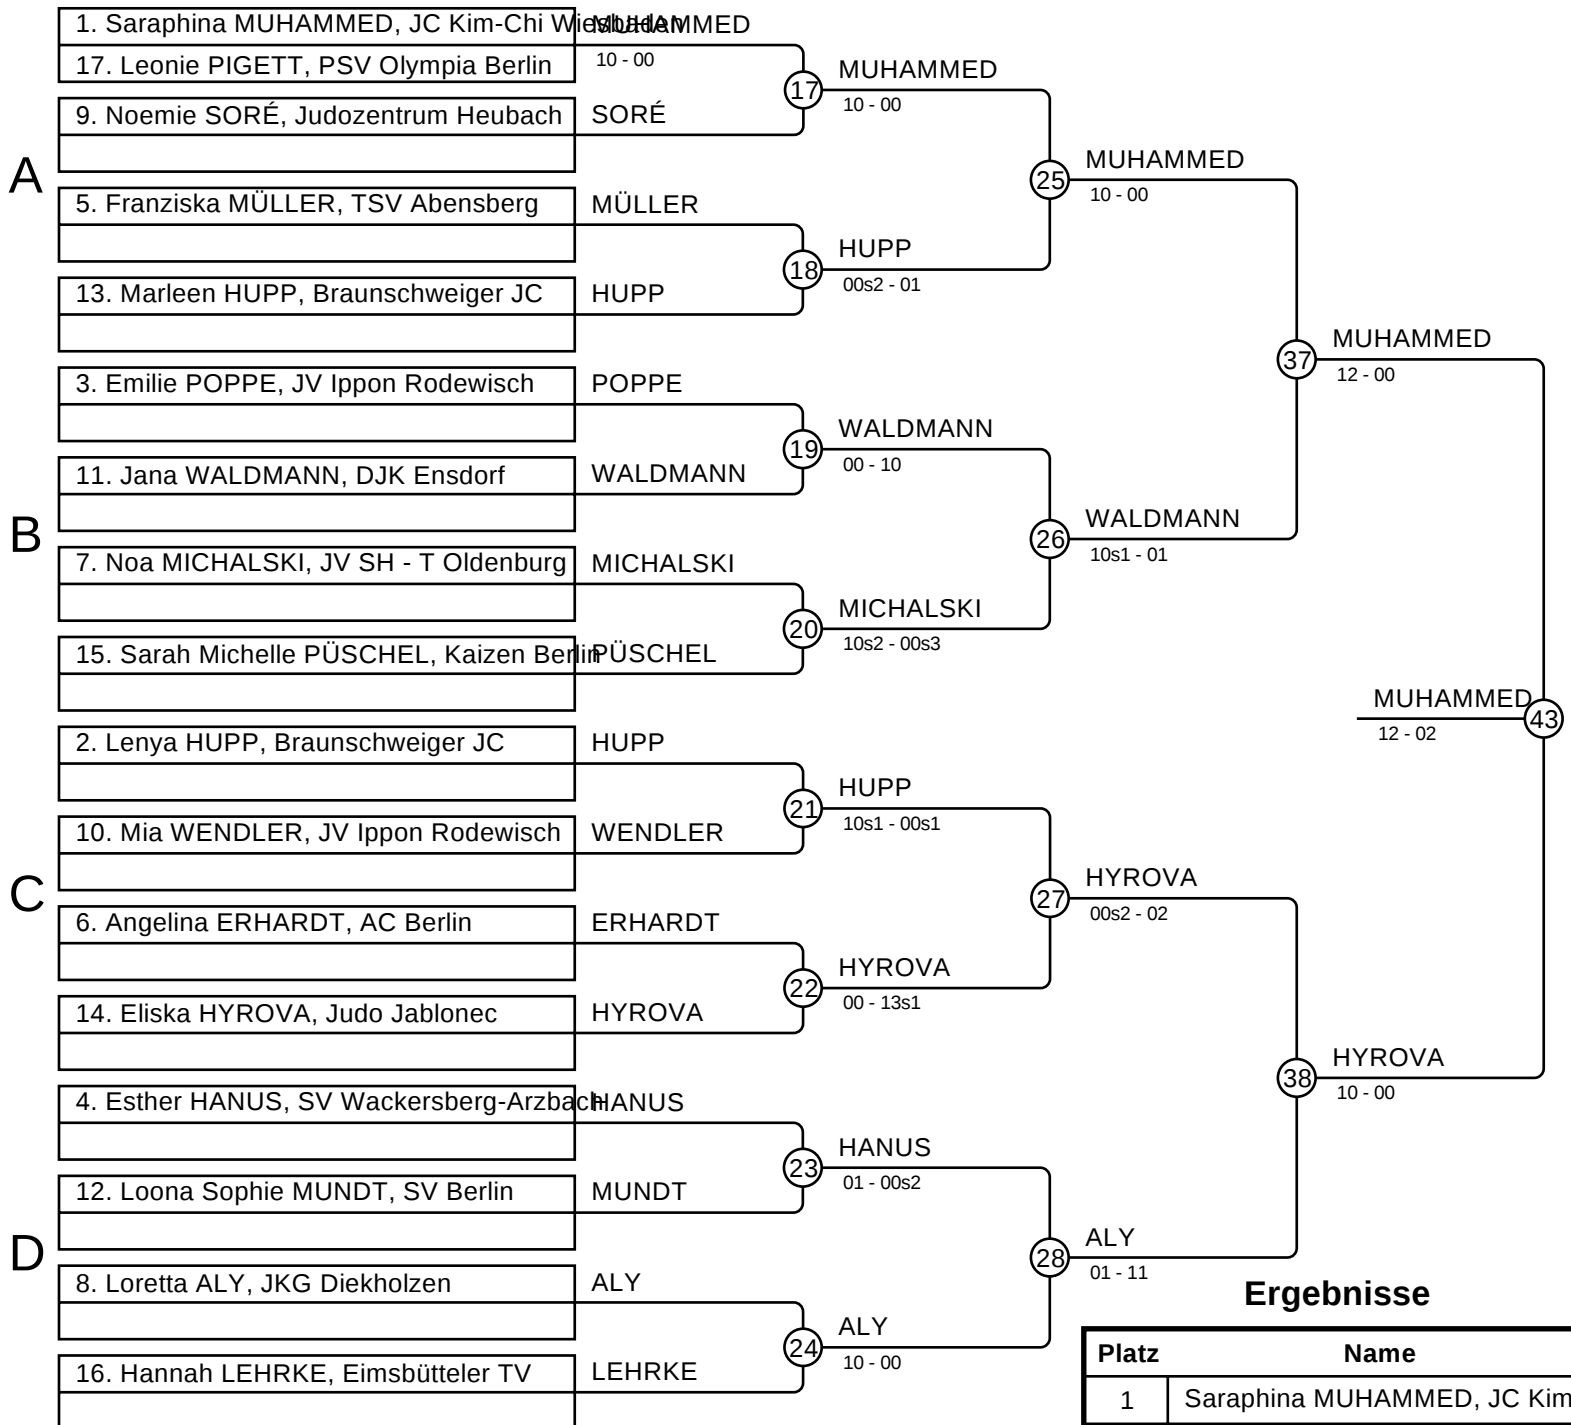 1. Saraphina MUHAMMED, JC Kim-Chi Wiesbaden
17. Leonie PIGETT, PSV Olympia Berlin
9. Noemie SORÉ, Judozentrum Heubach
A
5. Franziska MÜLLER, TSV Abensberg
13. Marleen HUPP, Braunschweiger JC
3. Emilie POPPE, JV Ippon Rodewisch
11. Jana WALDMANN, DJK Ensdorf
B
7. Noa MICHALSKI, JV SH - T Oldenburg
15. Sarah Michelle PÜSCHEL, Kaizen Berlin
2. Lenya HUPP, Braunschweiger JC
10. Mia WENDLER, JV Ippon Rodewisch
C
6. Angelina ERHARDT, AC Berlin
14. Eliska HYROVA, Judo Jablonec
4. Esther HANUS, SV Wackersberg-Arzbach
12. Loona Sophie MUNDT, SV Berlin
D
8. Loretta ALY, JKG Diekholzen
16. Hannah LEHRKE, Eimsbütteler TV
MUHAMMED
10 - 00
SORÉ
MÜLLER
HUPP
POPPE
WALDMANN
MICHALSKI
PÜSCHEL
HUPP
WENDLER
ERHARDT
HYROVA
HANUS
MUNDT
ALY
LEHRKE
17
MUHAMMED
10 - 00
18
HUPP
00s2 - 01
19
WALDMANN
00 - 10
20
MICHALSKI
10s2 - 00s3
21
HUPP
10s1 - 00s1
22
HYROVA
00 - 13s1
23
HANUS
01 - 00s2
24
ALY
10 - 00
25
MUHAMMED
10 - 00
26
WALDMANN
10s1 - 01
27
HYROVA
00s2 - 02
28
ALY
01 - 11
37
MUHAMMED
12 - 00
38
HYROVA
10 - 00
MUHAMMED
43
12 - 02
Ergebnisse
Platz Name
1 Saraphina MUHAMMED, JC Kim